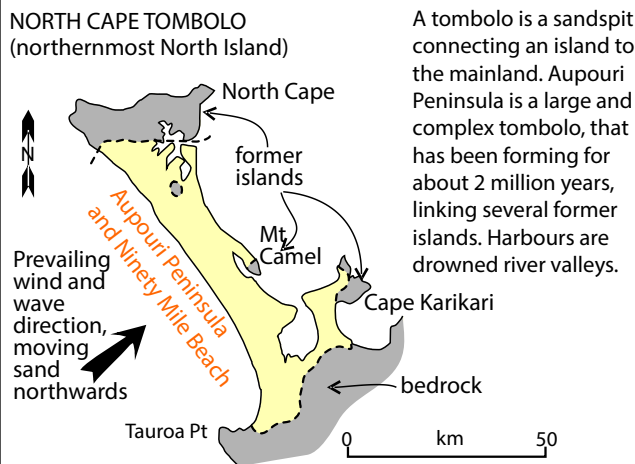 NORTH CAPE TOMBOLO
(northernmost North Island)
A tombolo is a sandspit
connecting an island to
the mainland. Aupouri
Peninsula is a large and
complex tombolo, that
has been forming for
about 2 million years,
linking several former
islands. Harbours are
drowned river valleys.
North Cape
N
former
islands
Mt
Camel
Aupouri Peninsula
and Ninety Mile Beach
Prevailing
wind and
wave
direction,
moving
sand
northwards
Cape Karikari
bedrock
Tauroa Pt
km
0 50